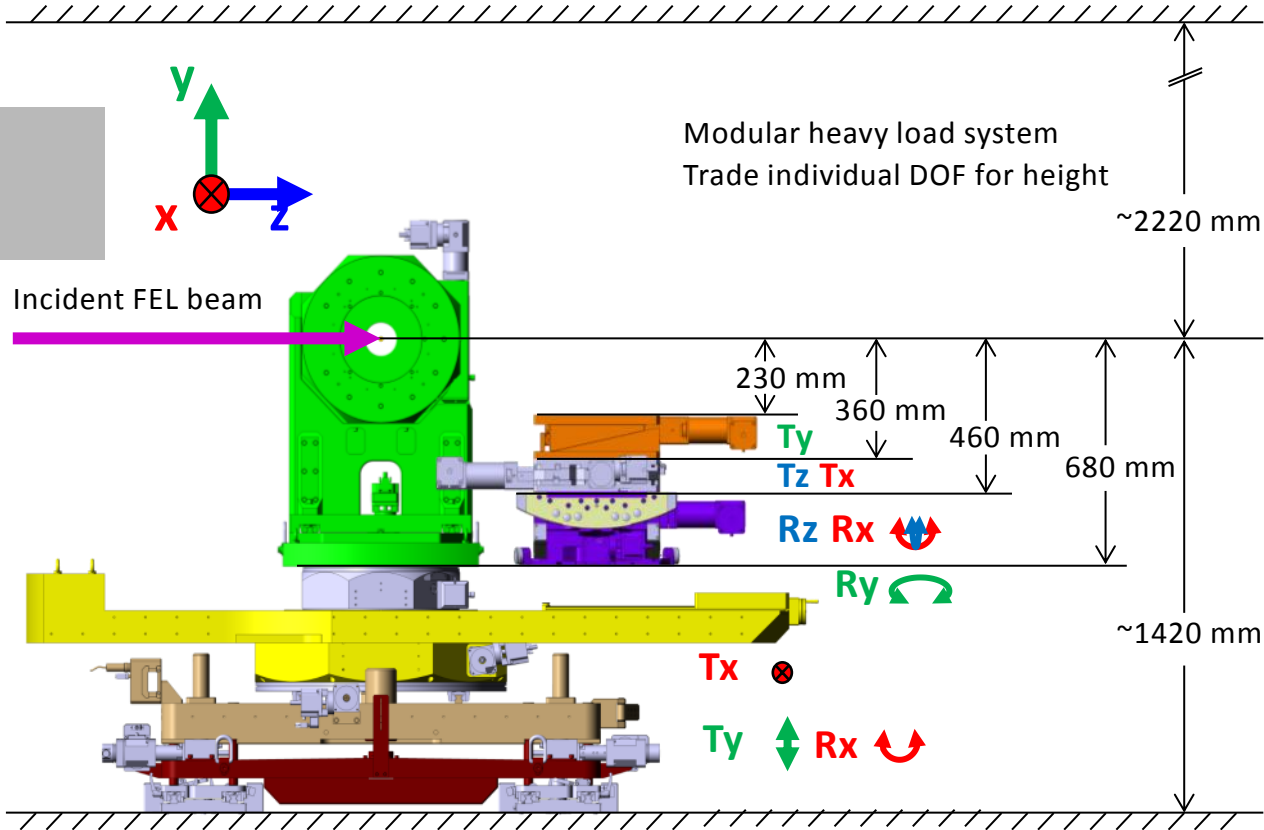 y
x
z
Modular heavy load system
Trade individual DOF for height
~2220 mm
Incident FEL beam
230 mm
360 mm
460 mm
680 mm
Ty
Tz Tx
Rz Rx
Ry
~1420 mm
Tx
Ty Rx